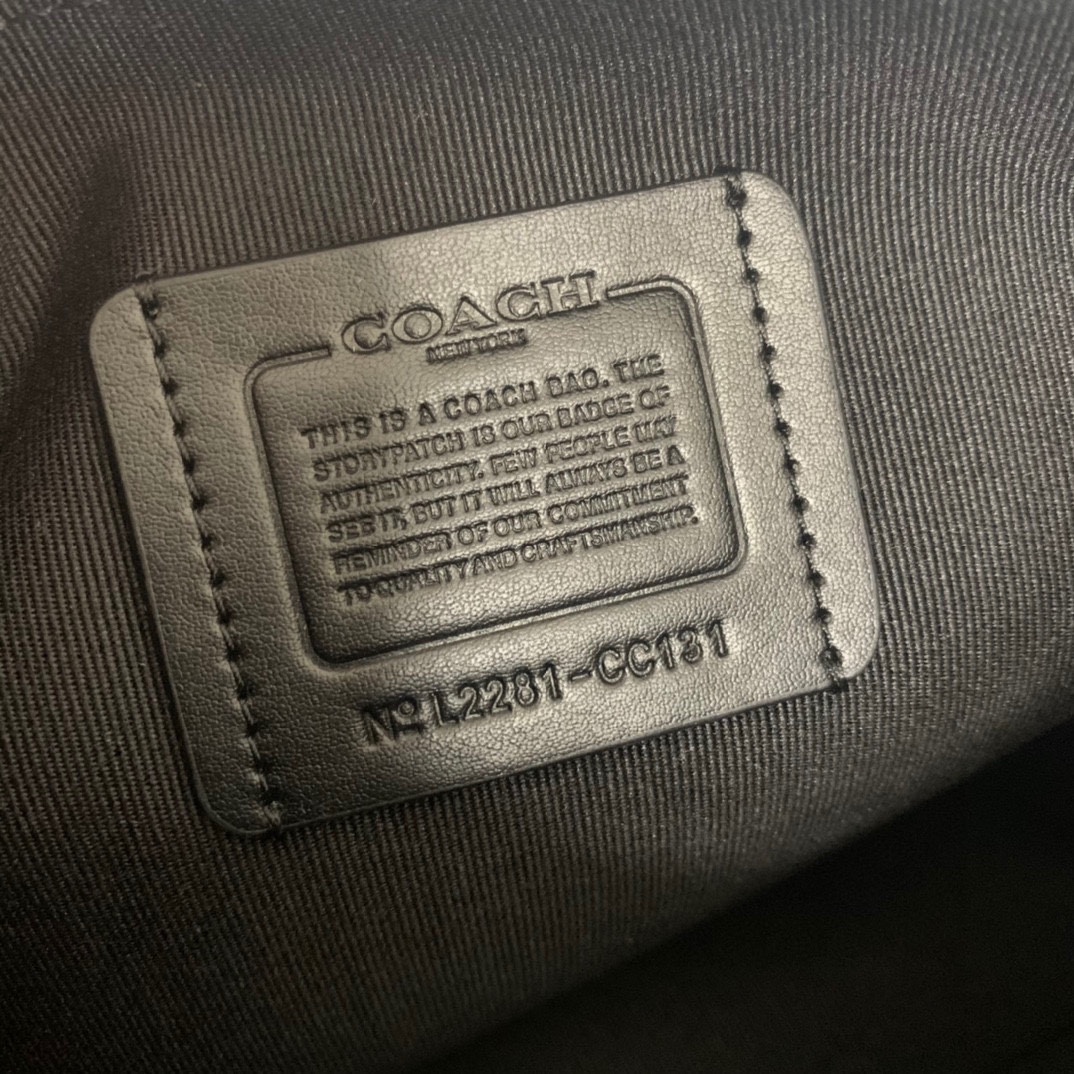 COACH
NEW YORK
THIS IS A COACH BAG. THE
STORYPATCH IS OUR BADGE OF
AUTHENTICITY. FEW PEOPLE MAY
SEE IT, BUT IT WILL ALWAYS BE A
REMINDER OF OUR COMMITMENT
TO QUALITY AND CRAFTSMANSHIP.
Nº L2281-CC131